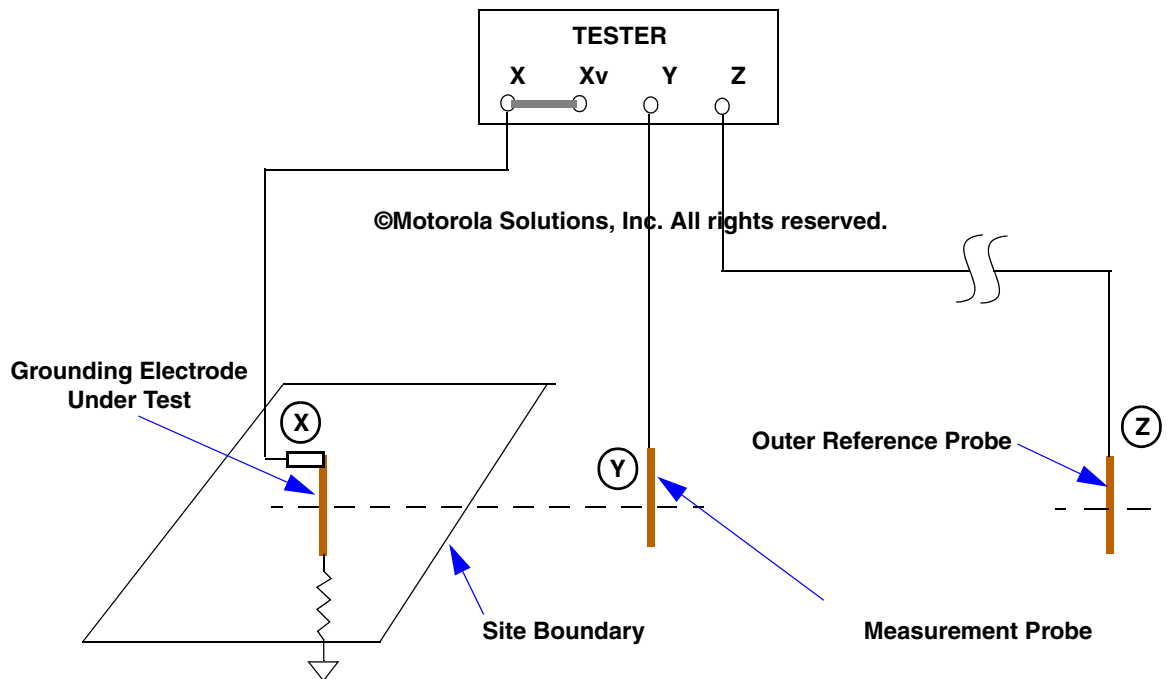 TESTER
X Xv Y Z
©Motorola Solutions, Inc. All rights reserved.
Grounding Electrode
Under Test
X
Y
Outer Reference Probe
Z
Site Boundary
Measurement Probe